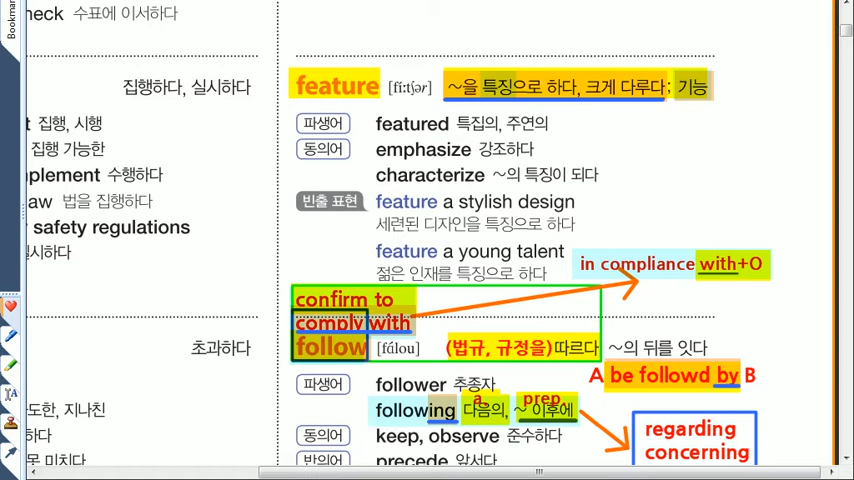 Bookmar
neck 수표에 이서하다
집행하다, 실시하다
집행, 시행
집행 가능한
nplement 수행하다
aw 법을 집행하다
safety regulations
실시하다
초과하다
도한, 지나친
하다
못 미치다
feature [fíːtʃər] ~을 특징으로 하다, 크게 다루다; 기능
파생어 featured 특집의, 주연의
동의어 emphasize 강조하다
characterize ~의 특징이 되다
빈출 표현 feature a stylish design
세련된 디자인을 특징으로 하다
feature a young talent
젊은 인재를 특징으로 하다
in compliance with+O
confirm to
comply with
follow [fálou] (법규, 규정을) 따르다 ~의 뒤를 잇다
A be followd by B
파생어 follower 추종자
a. prep
following 다음의, ~ 이후에
동의어 keep, observe 준수하다
반의어 precede 앞서다
regarding
concerning